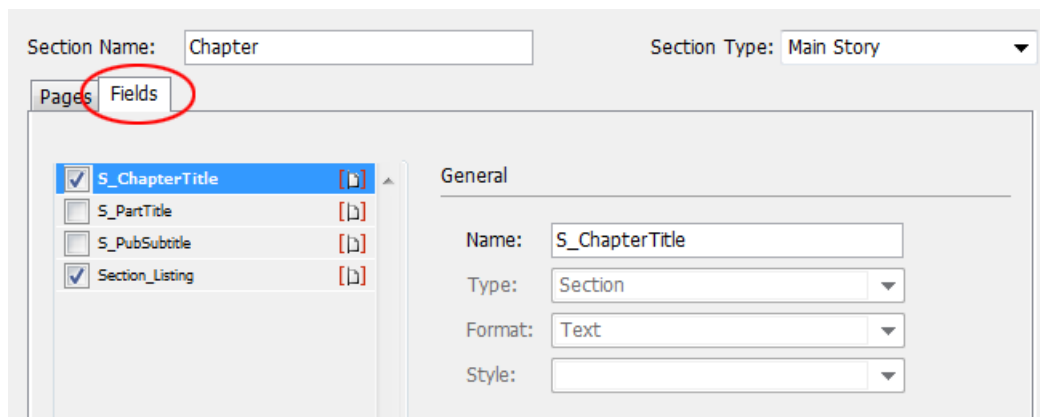 Section Name: Chapter Section Type: Main Story
Pages Fields
S_ChapterTitle
S_PartTitle
S_PubSubtitle
Section_Listing
General
Name: S_ChapterTitle
Type: Section
Format: Text
Style: